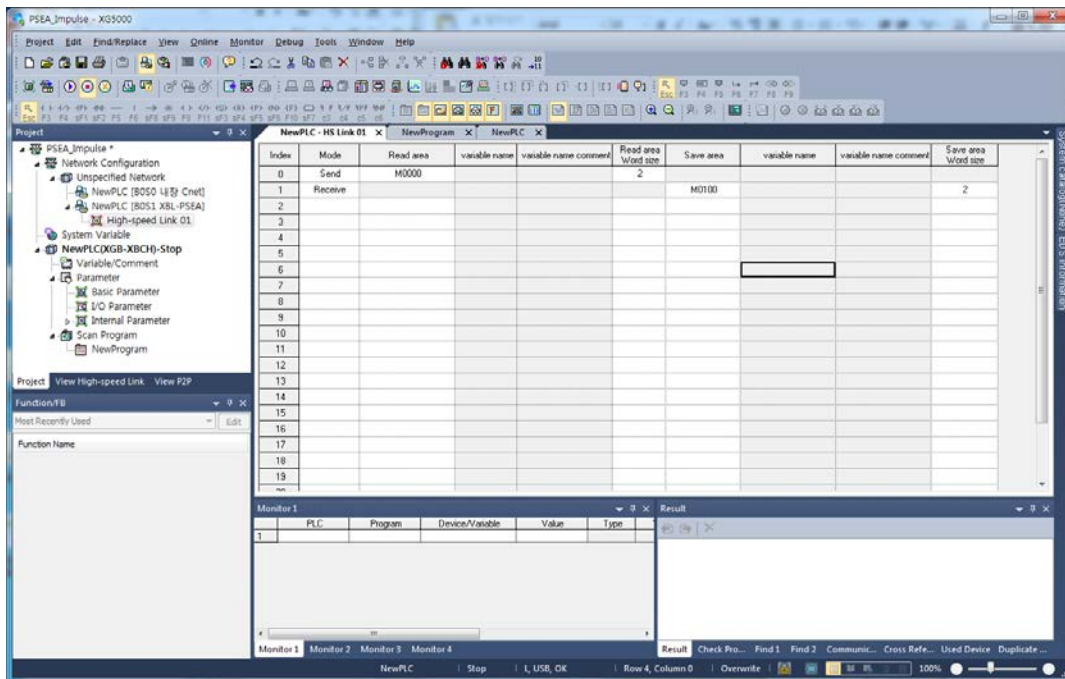 PSEA_Impulse - XG5000
Project Edit Find/Replace View Online Monitor Debug Tools Window Help
Project
PSEA_Impulse *
Network Configuration
Unspecified Network
NewPLC [B0S0 내장 Cnet]
NewPLC [B0S1 XBL-PSEA]
High-speed Link 01
System Variable
NewPLC(XGB-XBCH)-Stop
Variable/Comment
Parameter
Basic Parameter
I/O Parameter
Internal Parameter
Scan Program
NewProgram
Project View High-speed Link View P2P
Function/FB
Most Recently Used Edit
Function Name
NewPLC - HS Link 01 NewProgram NewPLC
Index Mode Read area variable name variable name comment Read area Word size Save area variable name variable name comment Save area Word size
0 Send M0000 2
1 Receive M0100 2
2
3
4
5
6
7
8
9
10
11
12
13
14
15
16
17
18
19
Monitor 1
PLC Program Device/Variable Value Type
1
Monitor 1 Monitor 2 Monitor 3 Monitor 4
Result
Result Check Pro... Find 1 Find 2 Communic... Cross Refe... Used Device Duplicate ...
NewPLC Stop L, USB, OK Row 4, Column 0 Overwrite 100%